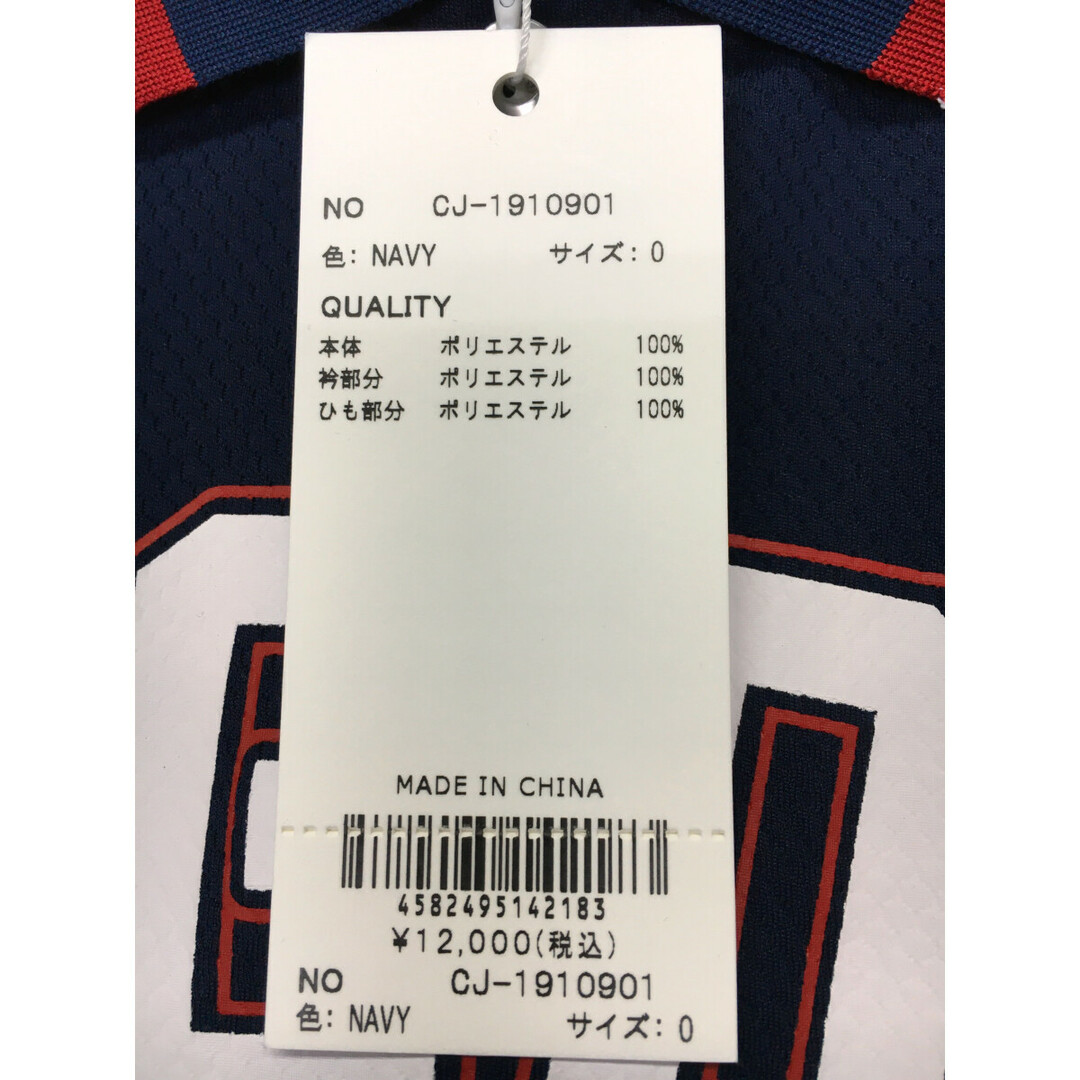 NO CJ-1910901
色: NAVY サイズ: 0
QUALITY
本体 ポリエステル 100%
衿部分 ポリエステル 100%
ひも部分 ポリエステル 100%
MADE IN CHINA
4582495142183
¥12,000(税込)
NO CJ-1910901
色: NAVY サイズ: 0